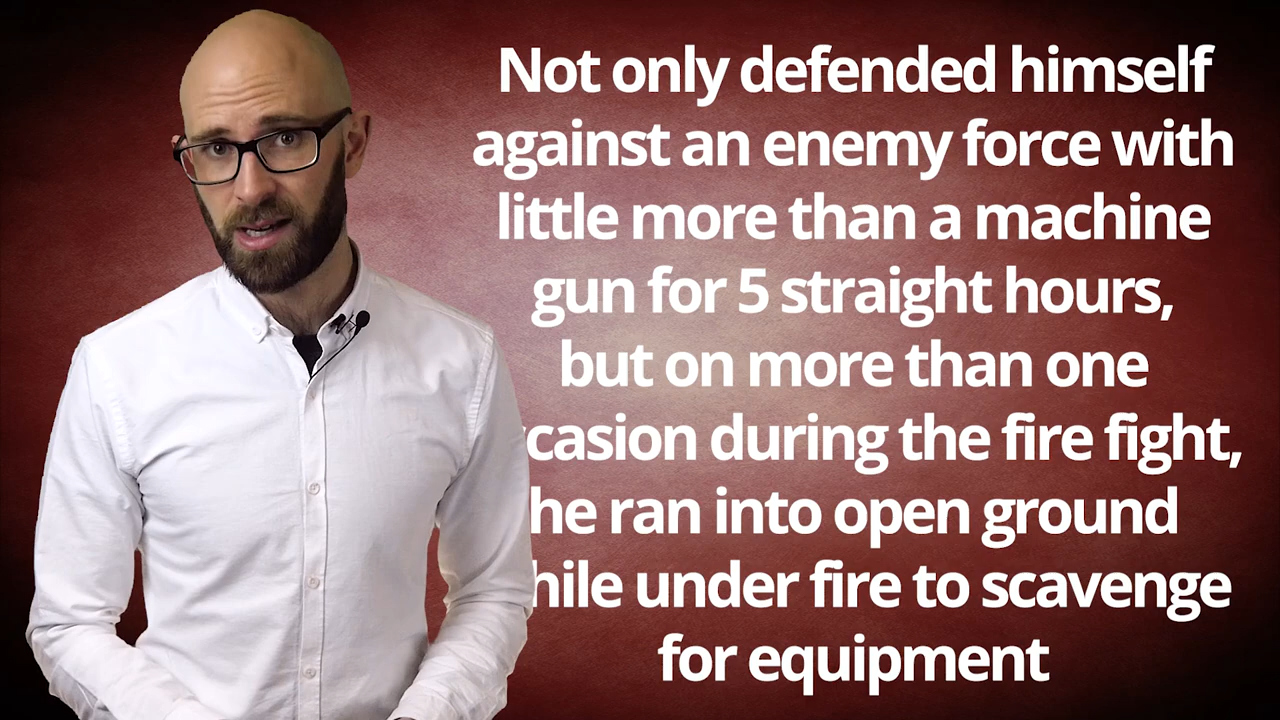 Not only defended himself
against an enemy force with
little more than a machine
gun for 5 straight hours,
but on more than one
during the fire fight,
he ran into open ground
under fire to scavenge
for equipment